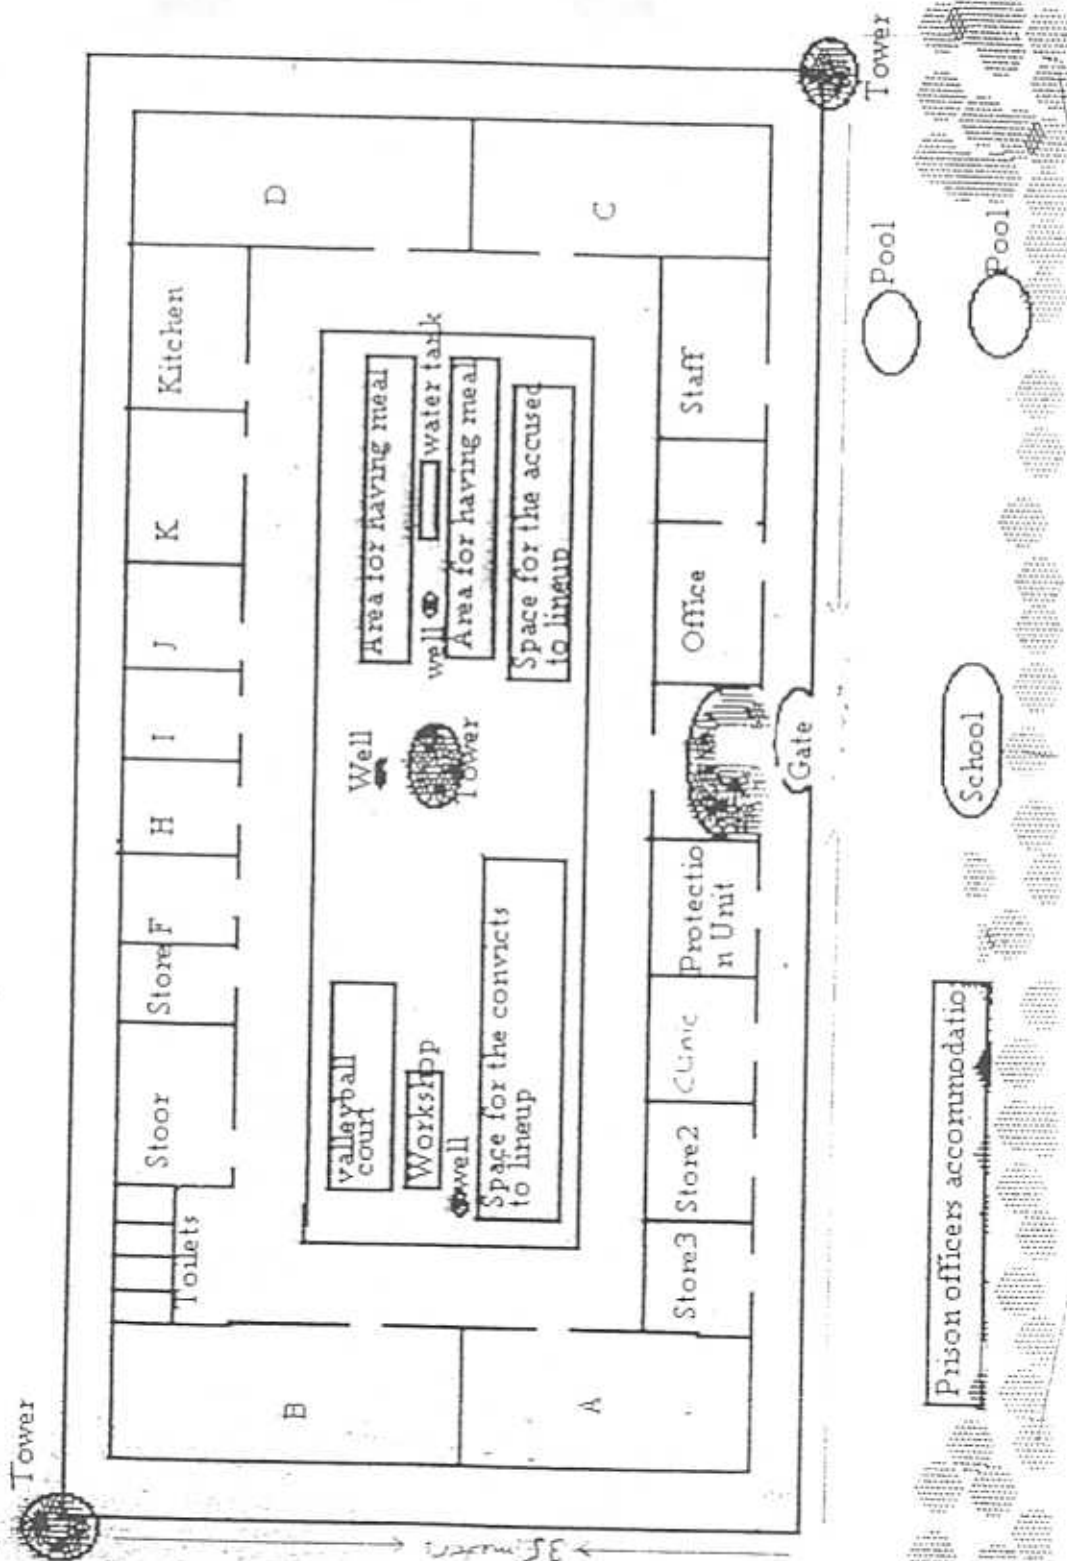 Tower
Tower
B
A
D
C
Toilets
Stoor
Store
F
H
I
J
K
Kitchen
valleyball
court
Workshop
well
Space for the convicts
to lineup
Well
Tower
Area for having meal
well
water tank
Area for having meal
Space for the accused
to lineup
Store3
Store2
Clinic
Protectio
n Unit
Office
Staff
Gate
35 meters
Prison officers accommodatio
School
Pool
Pool